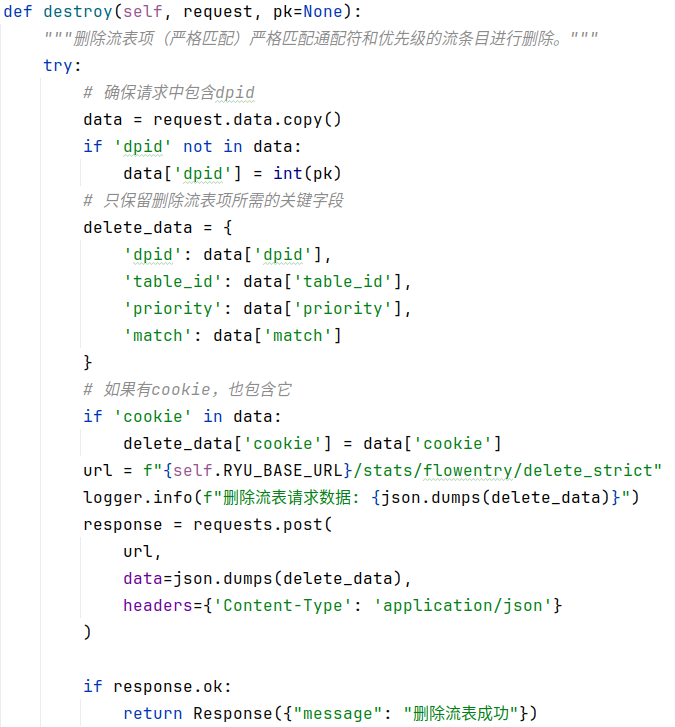 def destroy(self, request, pk=None):
    """删除流表项（严格匹配）严格匹配通配符和优先级的流条目进行删除。"""
    try:
        # 确保请求中包含dpid
        data = request.data.copy()
        if 'dpid' not in data:
            data['dpid'] = int(pk)
        # 只保留删除流表项所需的关键字段
        delete_data = {
            'dpid': data['dpid'],
            'table_id': data['table_id'],
            'priority': data['priority'],
            'match': data['match']
        }
        # 如果有cookie，也包含它
        if 'cookie' in data:
            delete_data['cookie'] = data['cookie']
        url = f"{self.RYU_BASE_URL}/stats/flowentry/delete_strict"
        logger.info(f"删除流表请求数据: {json.dumps(delete_data)}")
        response = requests.post(
            url,
            data=json.dumps(delete_data),
            headers={'Content-Type': 'application/json'}
        )
        if response.ok:
            return Response({"message": "删除流表成功"})